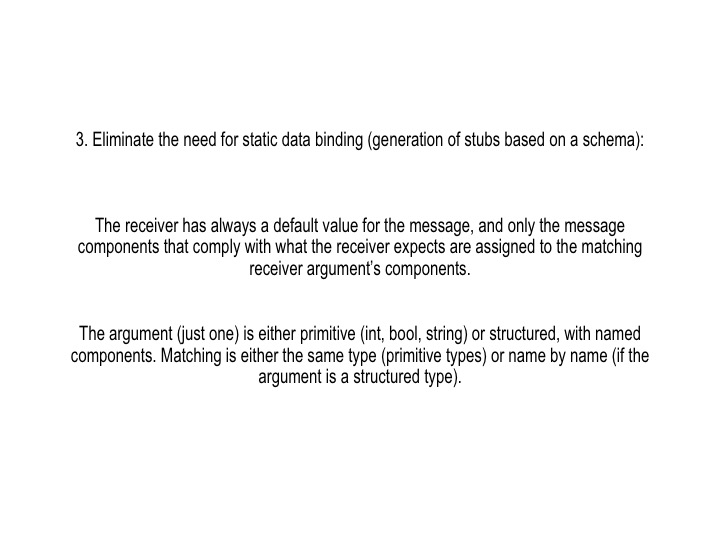 3. Eliminate the need for static data binding (generation of stubs based on a schema):
The receiver has always a default value for the message, and only the message
components that comply with what the receiver expects are assigned to the matching
receiver argument’s components.
The argument (just one) is either primitive (int, bool, string) or structured, with named
components. Matching is either the same type (primitive types) or name by name (if the
argument is a structured type).